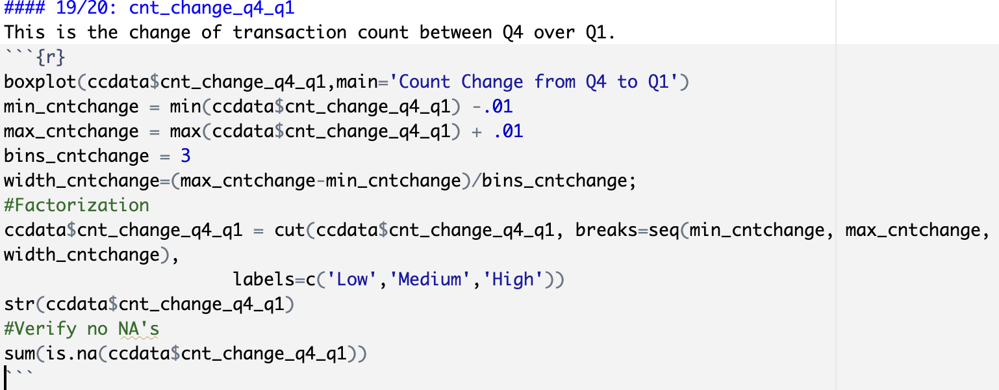 #### 19/20: cnt_change_q4_q1
This is the change of transaction count between Q4 over Q1.
```{r}
boxplot(ccdata$cnt_change_q4_q1,main='Count Change from Q4 to Q1')
min_cntchange = min(ccdata$cnt_change_q4_q1) -.01
max_cntchange = max(ccdata$cnt_change_q4_q1) + .01
bins_cntchange = 3
width_cntchange=(max_cntchange-min_cntchange)/bins_cntchange;
#Factorization
ccdata$cnt_change_q4_q1 = cut(ccdata$cnt_change_q4_q1, breaks=seq(min_cntchange, max_cntchange,
width_cntchange),
                      labels=c('Low','Medium','High'))
str(ccdata$cnt_change_q4_q1)
#Verify no NA's
sum(is.na(ccdata$cnt_change_q4_q1))
```